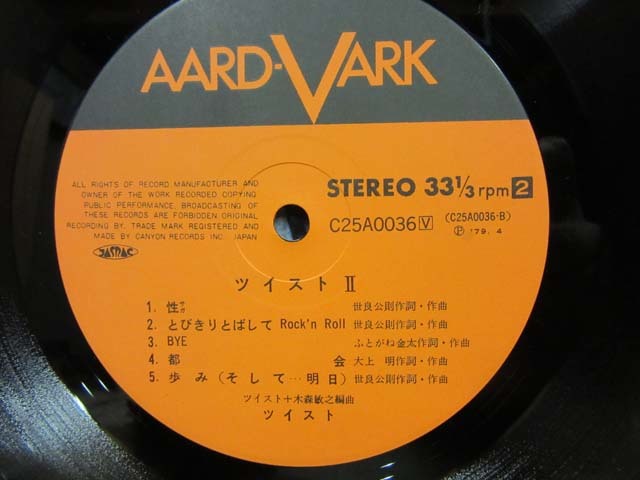 AARD-VARK
ALL RIGHTS OF RECORD MANUFACTURER AND
OWNER OF THE WORK RECORDED COPYING
PUBLIC PERFORMANCE, BROADCASTING OF
THESE RECORDS ARE FORBIDDEN ORIGINAL
RECORDING BY, TRADE MARK REGISTERED AND
MADE BY CANYON RECORDS INC. JAPAN
JASRAC
STEREO 33 1/3 rpm 2
C25A0036 V (C25A0036-B)
Ⓟ '79. 4
ツイスト II
1. 性 サガ 世良公則作詞・作曲
2. とびきりとばして Rock'n Roll 世良公則作詞・作曲
3. BYE ふとがね金太作詞・作曲
4. 都 会 大上 明作詞・作曲
5. 歩み(そして…明日) 世良公則作詞・作曲
ツイスト+木森敏之編曲
ツイスト